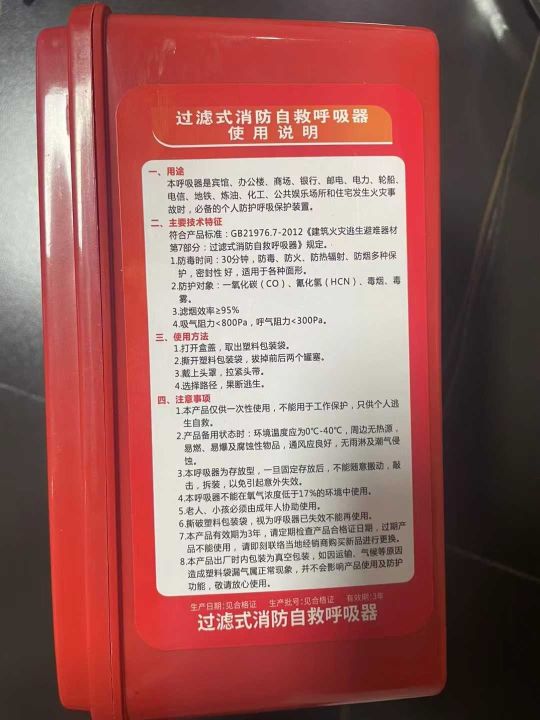 过滤式消防自救呼吸器
使用说明
一、用途
本呼吸器是宾馆、办公楼、商场、银行、邮电、电力、轮船、
电信、地铁、炼油、化工、公共娱乐场所和住宅发生火灾事
故时，必备的个人防护呼吸保护装置。
二、主要技术特征
符合产品标准：GB21976.7-2012《建筑火灾逃生避难器材
第7部分：过滤式消防自救呼吸器》规定。
1.防毒时间：30分钟，防毒、防火、防热辐射、防烟多种保
护，密封性好，适用于各种面形。
2.防护对象：一氧化碳（CO）、氰化氢（HCN）、毒烟、毒
雾。
3.滤烟效率≥95%
4.吸气阻力<800Pa，呼气阻力<300Pa。
三、使用方法
1.打开盒盖，取出塑料包装袋。
2.撕开塑料包装袋，拔掉前后两个罐塞。
3.戴上头罩，拉紧头带。
4.选择路径，果断逃生。
四、注意事项
1.本产品仅供一次性使用，不能用于工作保护，只供个人逃
生自救。
2.产品备用状态时：环境温度应为0℃-40℃，周边无热源，
易燃、易爆及腐蚀性物品，通风应良好，无雨淋及潮气侵
蚀。
3.本呼吸器为存放型，一旦固定存放后，不能随意搬动，敲
击，拆装，以免引起意外失效。
4.本呼吸器不能在氧气浓度低于17%的环境中使用。
5.老人、小孩必须由成年人协助使用。
6.撕破塑料包装袋，视为呼吸器已失效不能再使用。
7.本产品有效期为3年，请定期检查产品合格证日期，过期产
品不能使用，请即刻联络当地经销商购买新品进行更换。
8.本产品出厂时内包装为真空包装，如因运输、气候等原因
造成塑料袋漏气属正常现象，并不会影响产品使用及防护
功能，敬请放心使用。
生产日期:见合格证 生产批号:见合格证 有效期:3年
过滤式消防自救呼吸器